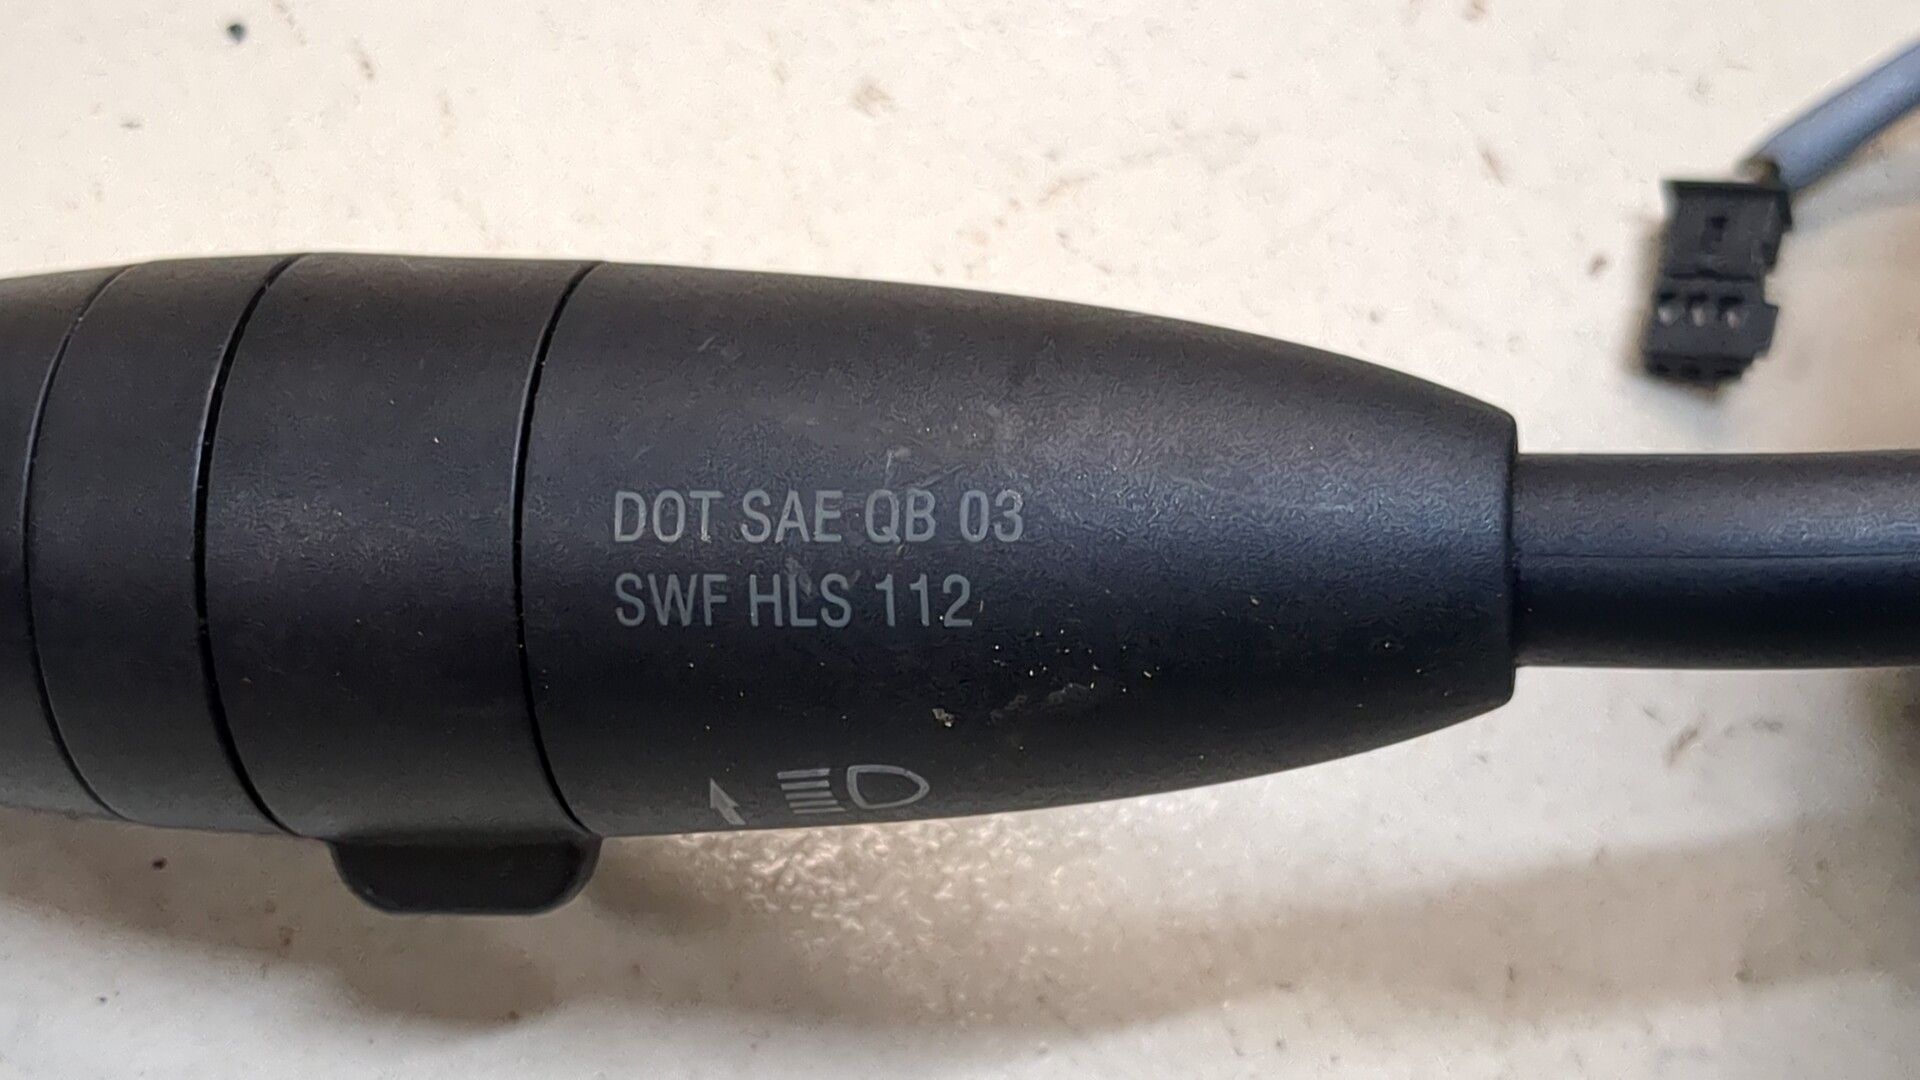 DOT SAE QB 03
SWF HLS 112